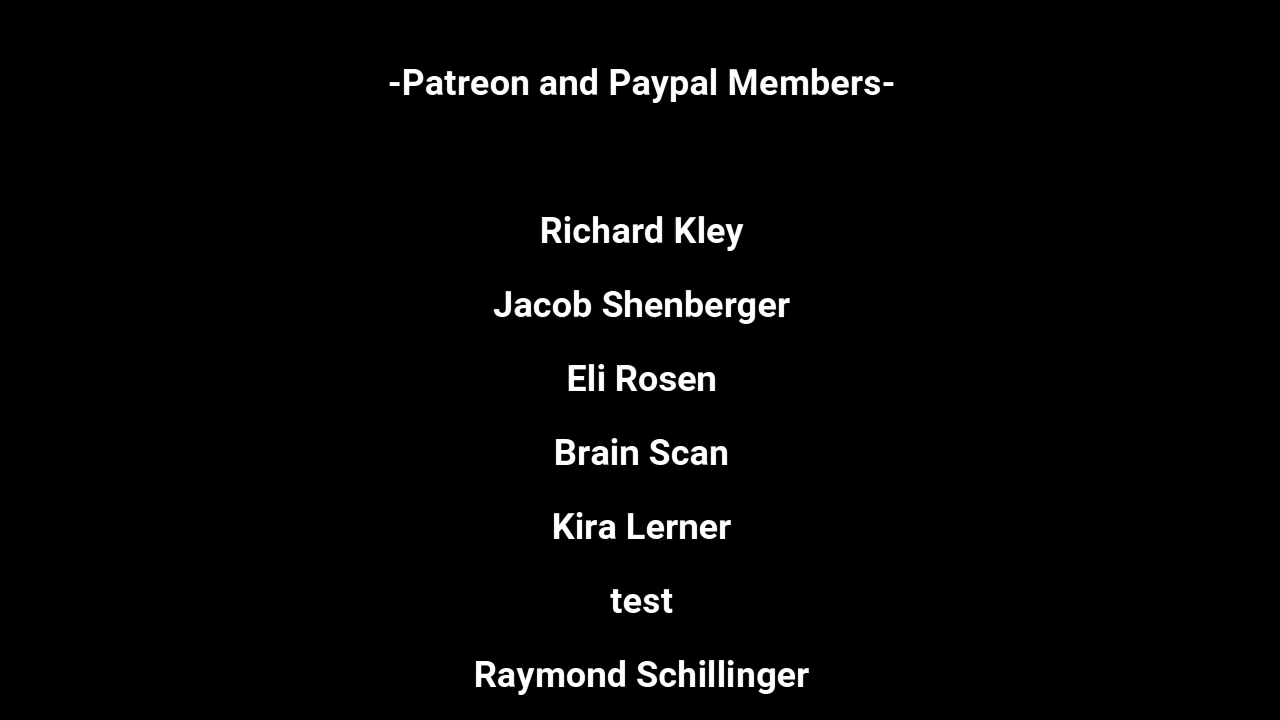 -Patreon and Paypal Members-
Richard Kley
Jacob Shenberger
Eli Rosen
Brain Scan
Kira Lerner
test
Raymond Schillinger